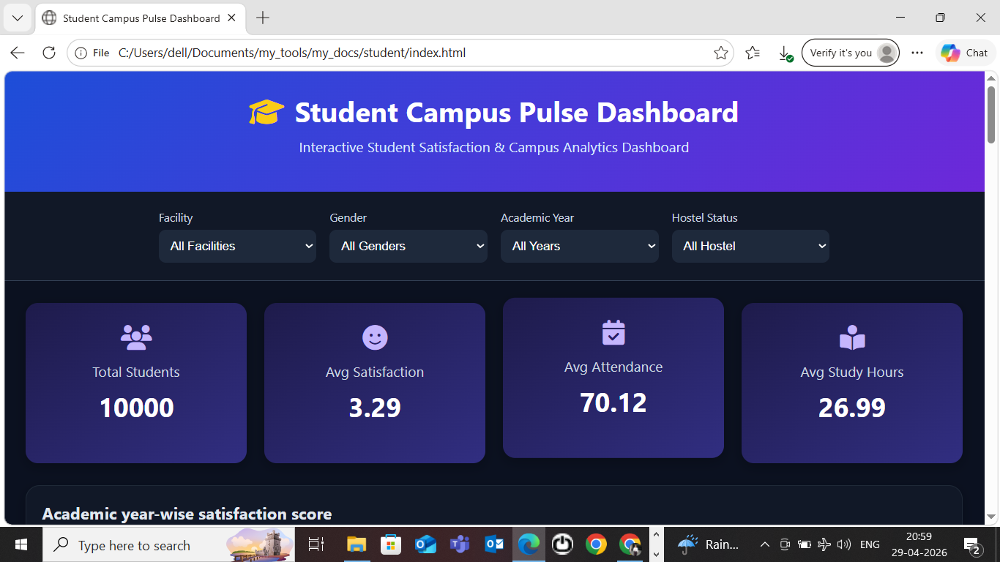 Student Campus Pulse Dashboard
File C:/Users/dell/Documents/my_tools/my_docs/student/index.html
Verify it's you
Chat
Student Campus Pulse Dashboard
Interactive Student Satisfaction & Campus Analytics Dashboard
Facility Gender Academic Year Hostel Status
All Facilities All Genders All Years All Hostel
Total Students
10000
Avg Satisfaction
3.29
Avg Attendance
70.12
Avg Study Hours
26.99
Academic year-wise satisfaction score
Type here to search
Rain...
ENG
20:59
29-04-2026
2